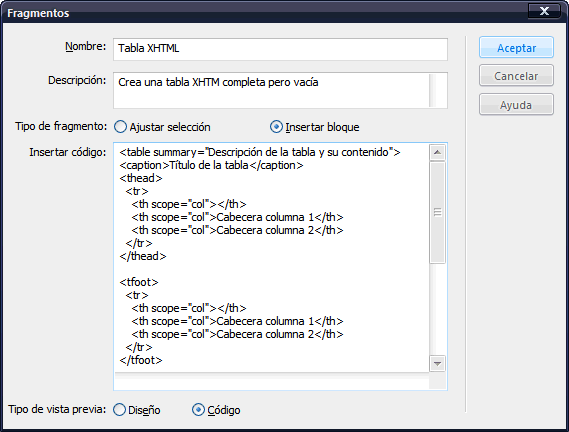 Fragmentos
Nombre: Tabla XHTML
Aceptar
Cancelar
Descripción: Crea una tabla XHTM completa pero vacía
Ayuda
Tipo de fragmento: Ajustar selección Insertar bloque
Insertar código: <table summary="Descripción de la tabla y su contenido">
<caption>Título de la tabla</caption>
<thead>
<tr>
<th scope="col"></th>
<th scope="col">Cabecera columna 1</th>
<th scope="col">Cabecera columna 2</th>
</tr>
</thead>
<tfoot>
<tr>
<th scope="col"></th>
<th scope="col">Cabecera columna 1</th>
<th scope="col">Cabecera columna 2</th>
</tr>
</tfoot>
Tipo de vista previa: Diseño Código